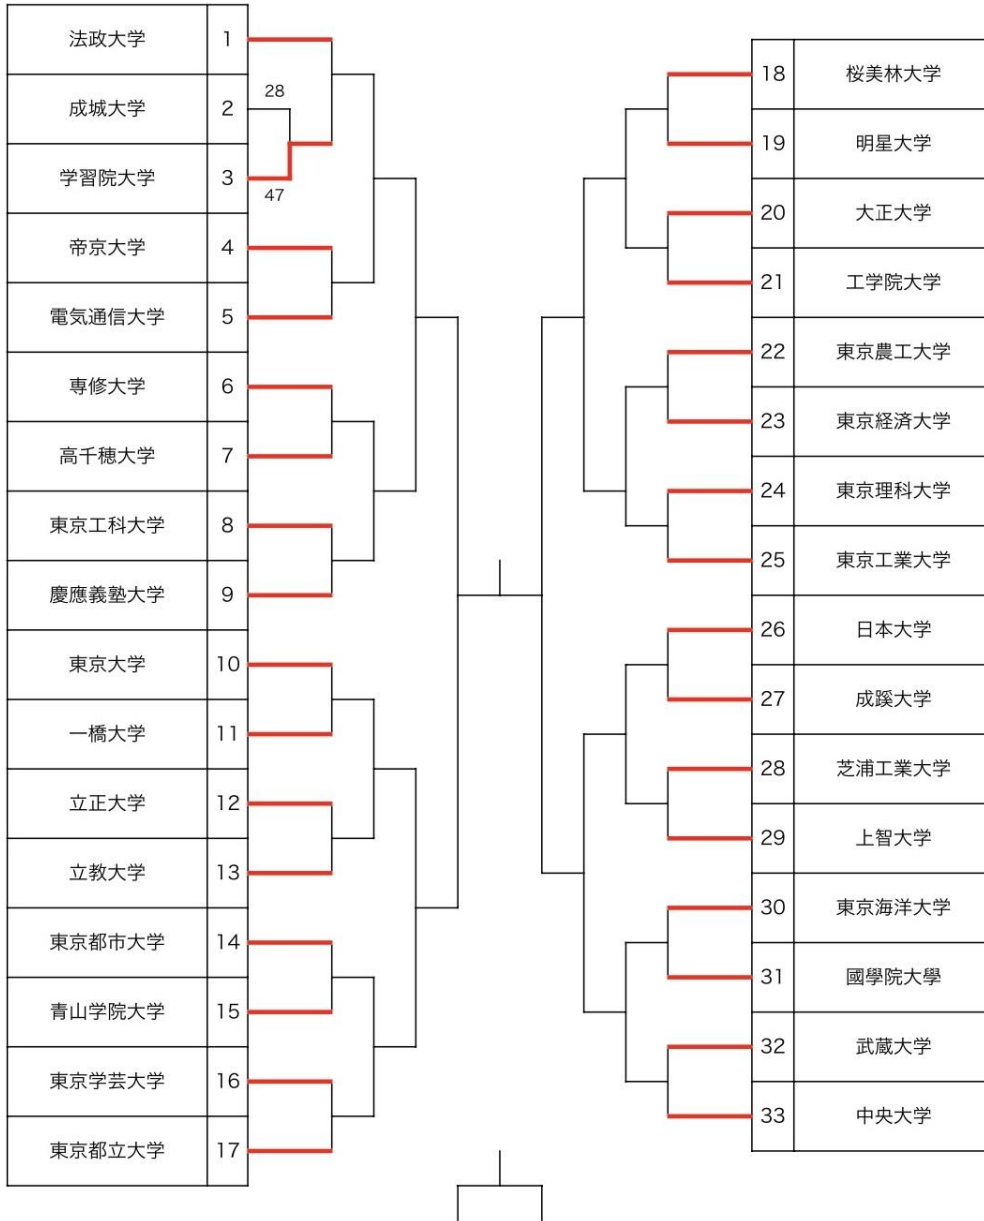 法政大学 1
28
成城大学 2
学習院大学 3
47
帝京大学 4
電気通信大学 5
専修大学 6
高千穂大学 7
東京工科大学 8
慶應義塾大学 9
東京大学 10
一橋大学 11
立正大学 12
立教大学 13
東京都市大学 14
青山学院大学 15
東京学芸大学 16
東京都立大学 17
18 桜美林大学
19 明星大学
20 大正大学
21 工学院大学
22 東京農工大学
23 東京経済大学
24 東京理科大学
25 東京工業大学
26 日本大学
27 成蹊大学
28 芝浦工業大学
29 上智大学
30 東京海洋大学
31 國學院大學
32 武蔵大学
33 中央大学